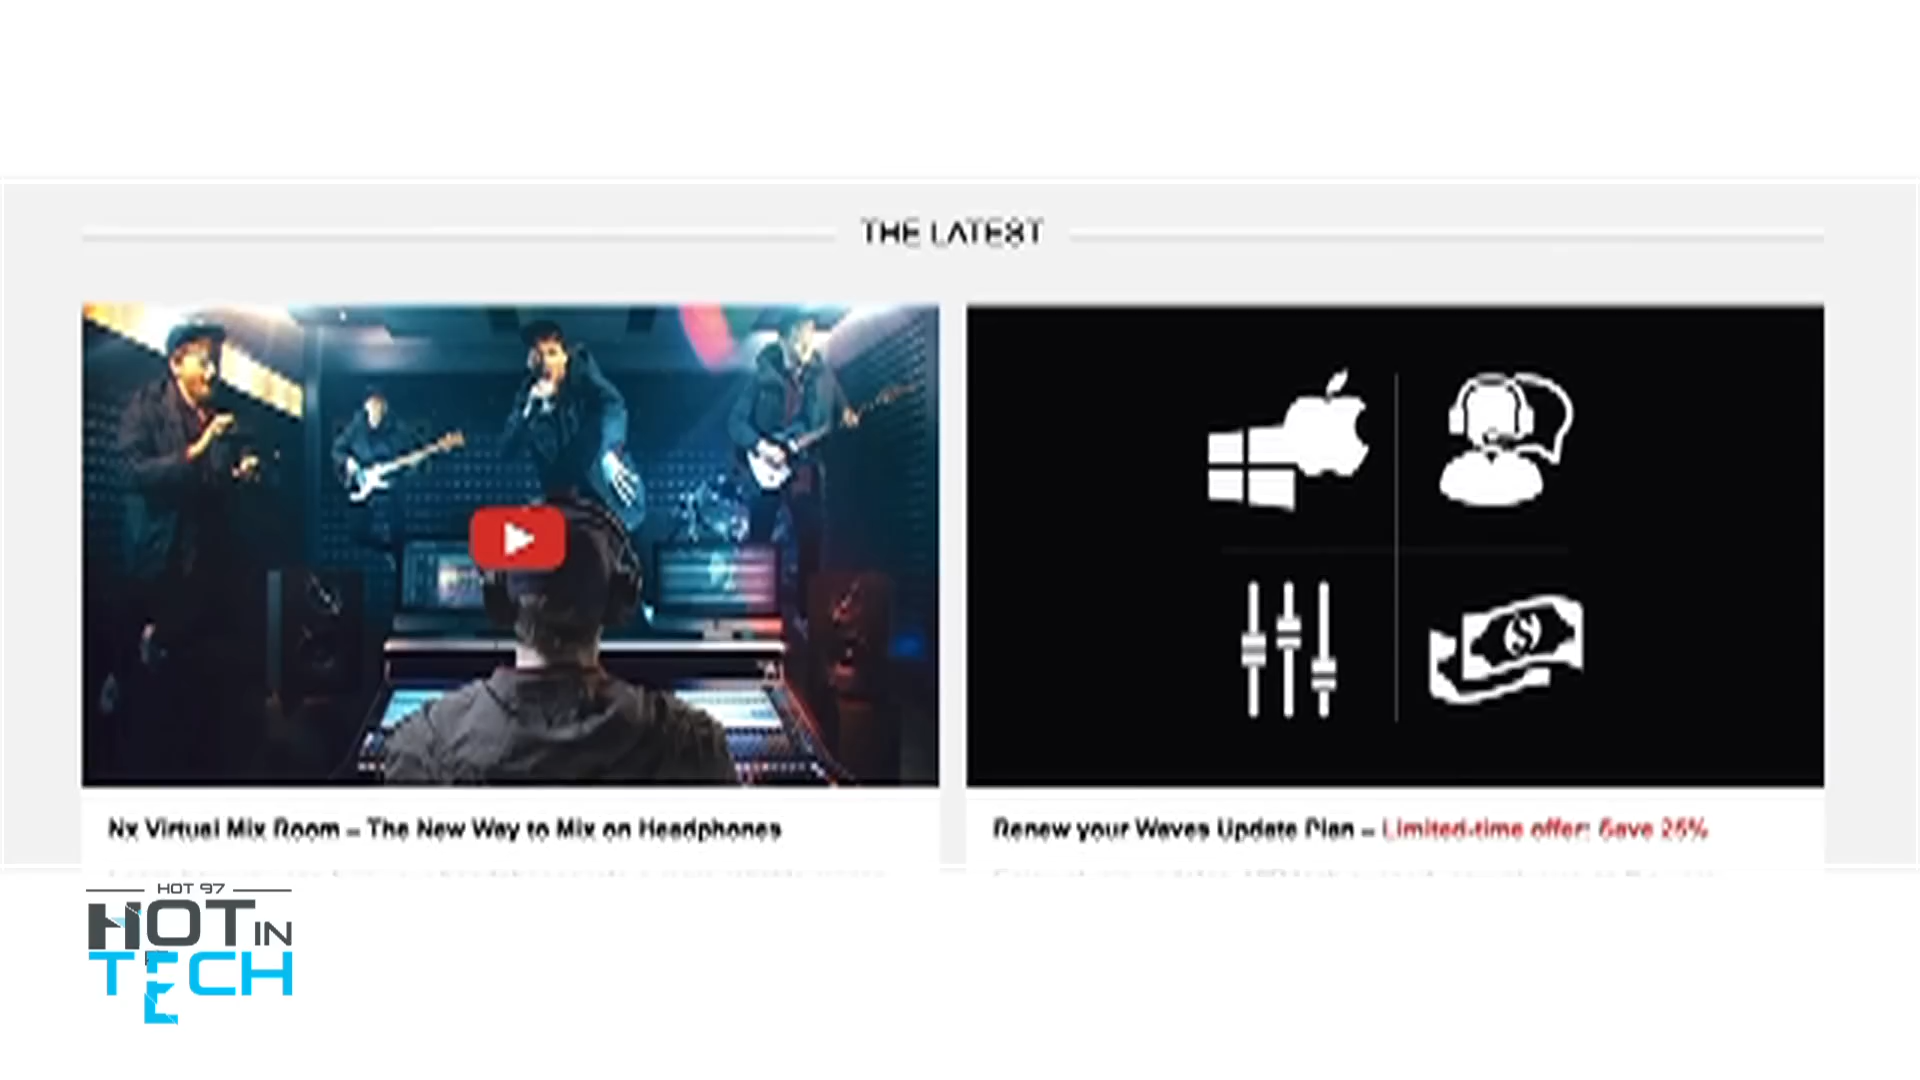 THE LATEST
Nx Virtual Mix Room – The New Way to Mix on Headphones
Renew your Waves Update Plan – Limited-time offer: Save 25%
HOT 97
HOT IN
TECH